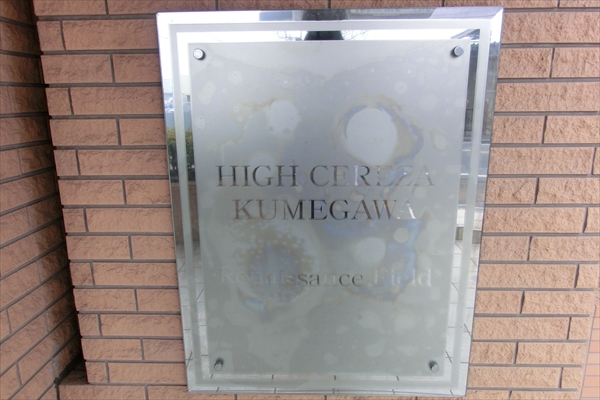 HIGH CEREZA
KUMEGAWA
Renaissance Field